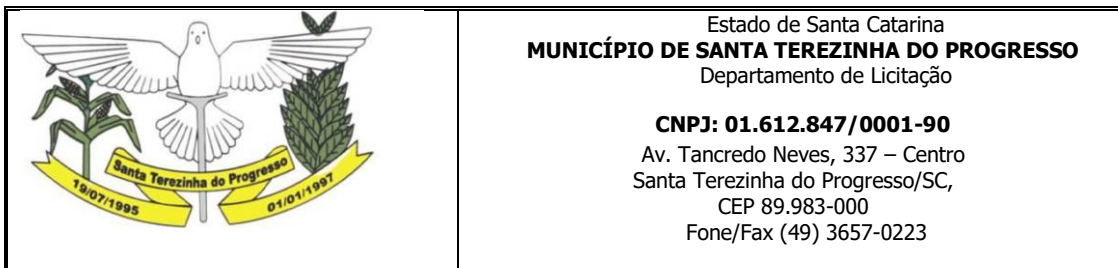 Santa Terezinha do Progresso
19/07/1995
01/01/1997
Estado de Santa Catarina
MUNICÍPIO DE SANTA TEREZINHA DO PROGRESSO
Departamento de Licitação
CNPJ: 01.612.847/0001-90
Av. Tancredo Neves, 337 – Centro
Santa Terezinha do Progresso/SC,
CEP 89.983-000
Fone/Fax (49) 3657-0223